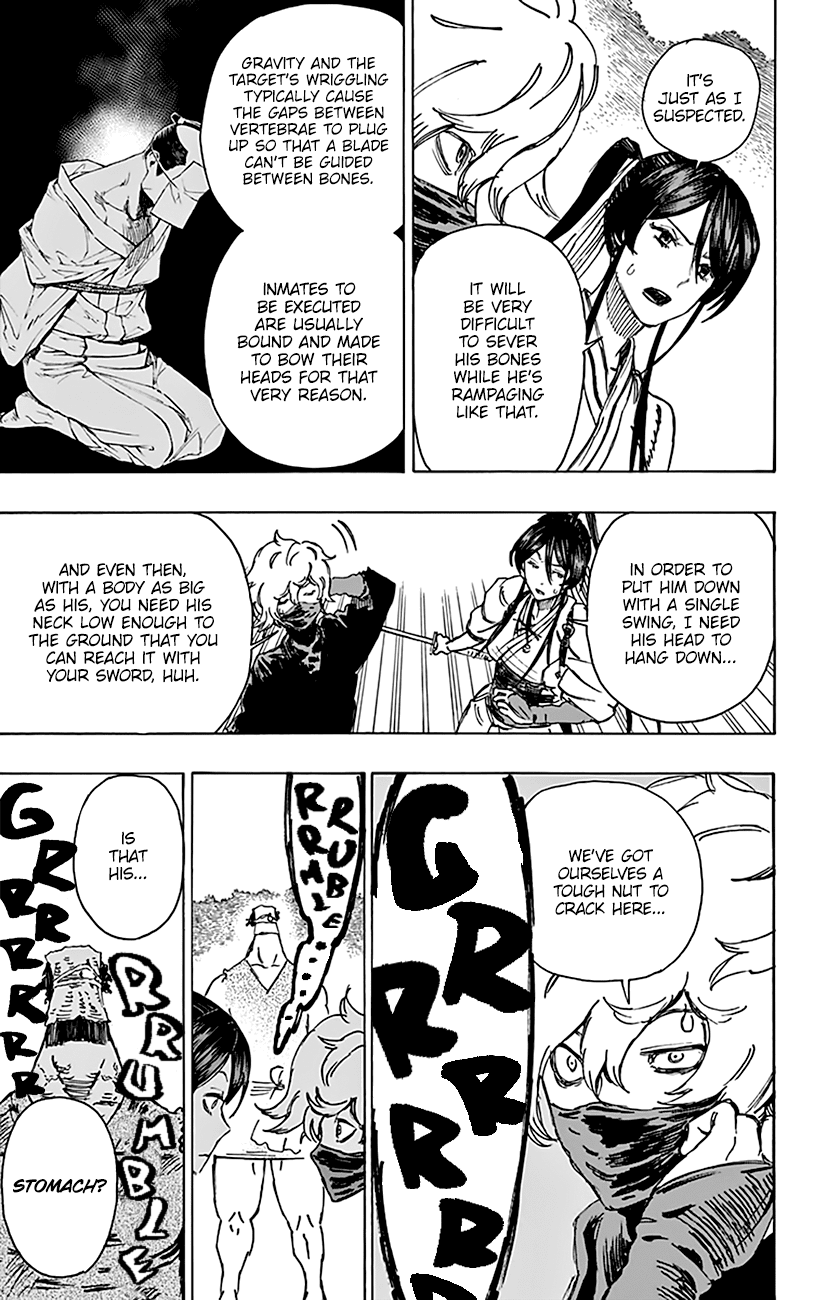 IT'S
JUST AS I
SUSPECTED.
IT WILL
BE VERY
DIFFICULT
TO SEVER
HIS BONES
WHILE HE'S
RAMPAGING
LIKE THAT.
GRAVITY AND THE
TARGET'S WRIGGLING
TYPICALLY CAUSE
THE GAPS BETWEEN
VERTEBRAE TO PLUG
UP SO THAT A BLADE
CAN'T BE GUIDED
BETWEEN BONES.
INMATES TO
BE EXECUTED
ARE USUALLY
BOUND AND MADE
TO BOW THEIR
HEADS FOR THAT
VERY REASON.
IN ORDER TO
PUT HIM DOWN
WITH A SINGLE
SWING, I NEED
HIS HEAD TO
HANG DOWN...
AND EVEN THEN,
WITH A BODY AS BIG
AS HIS, YOU NEED HIS
NECK LOW ENOUGH TO
THE GROUND THAT YOU
CAN REACH IT WITH
YOUR SWORD, HUH.
WE'VE GOT
OURSELVES A
TOUGH NUT TO
CRACK HERE...
GRRRRR
RRUBLE
RRMBLE.....
IS
THAT
HIS...
GRRRRRR
RRUMBLE
STOMACH?